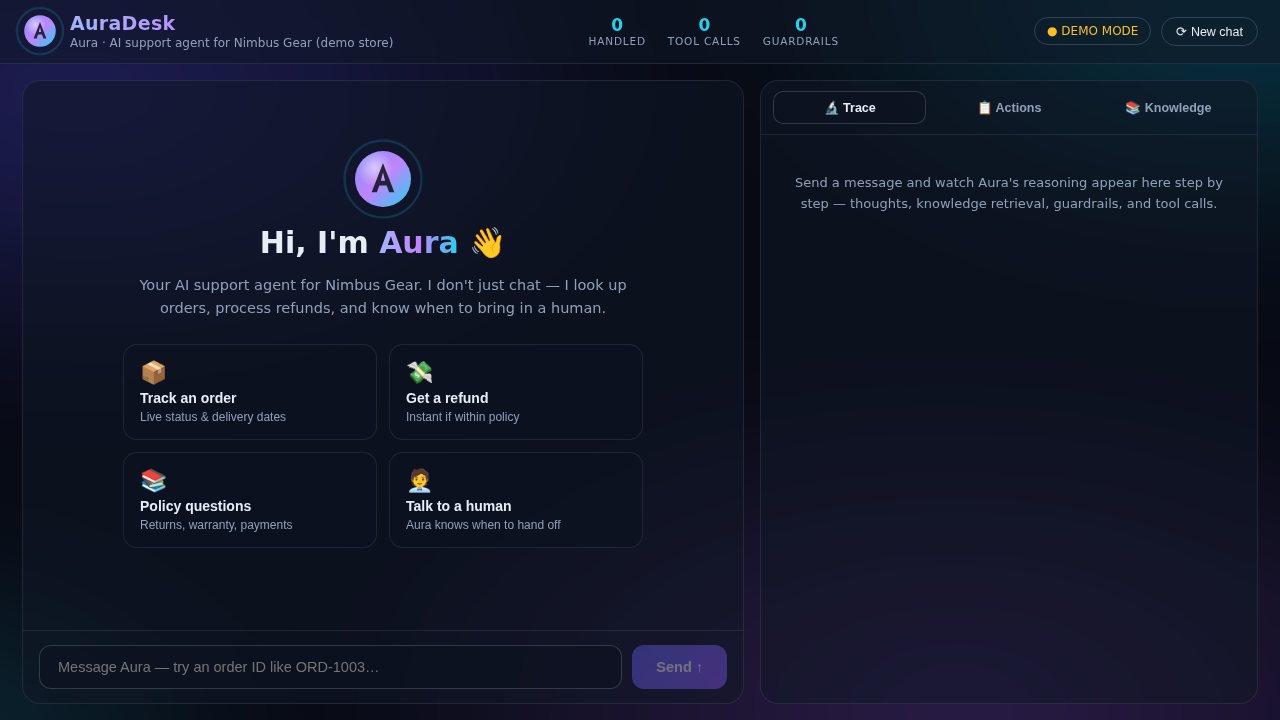 AuraDesk
Aura · AI support agent for Nimbus Gear (demo store)
0
HANDLED
0
TOOL CALLS
0
GUARDRAILS
DEMO MODE
⟳ New chat
A
A
Hi, I'm Aura 👋
Your AI support agent for Nimbus Gear. I don't just chat — I look up
orders, process refunds, and know when to bring in a human.
Track an order
Live status & delivery dates
Get a refund
Instant if within policy
Policy questions
Returns, warranty, payments
Talk to a human
Aura knows when to hand off
Message Aura — try an order ID like ORD-1003…
Send ↑
Trace
Actions
Knowledge
Send a message and watch Aura's reasoning appear here step by
step — thoughts, knowledge retrieval, guardrails, and tool calls.